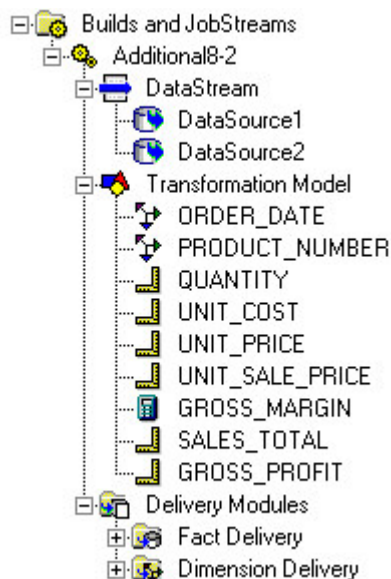 Builds and JobStreams
Additional8-2
DataStream
DataSource1
DataSource2
Transformation Model
ORDER_DATE
PRODUCT_NUMBER
QUANTITY
UNIT_COST
UNIT_PRICE
UNIT_SALE_PRICE
GROSS_MARGIN
SALES_TOTAL
GROSS_PROFIT
Delivery Modules
Fact Delivery
Dimension Delivery